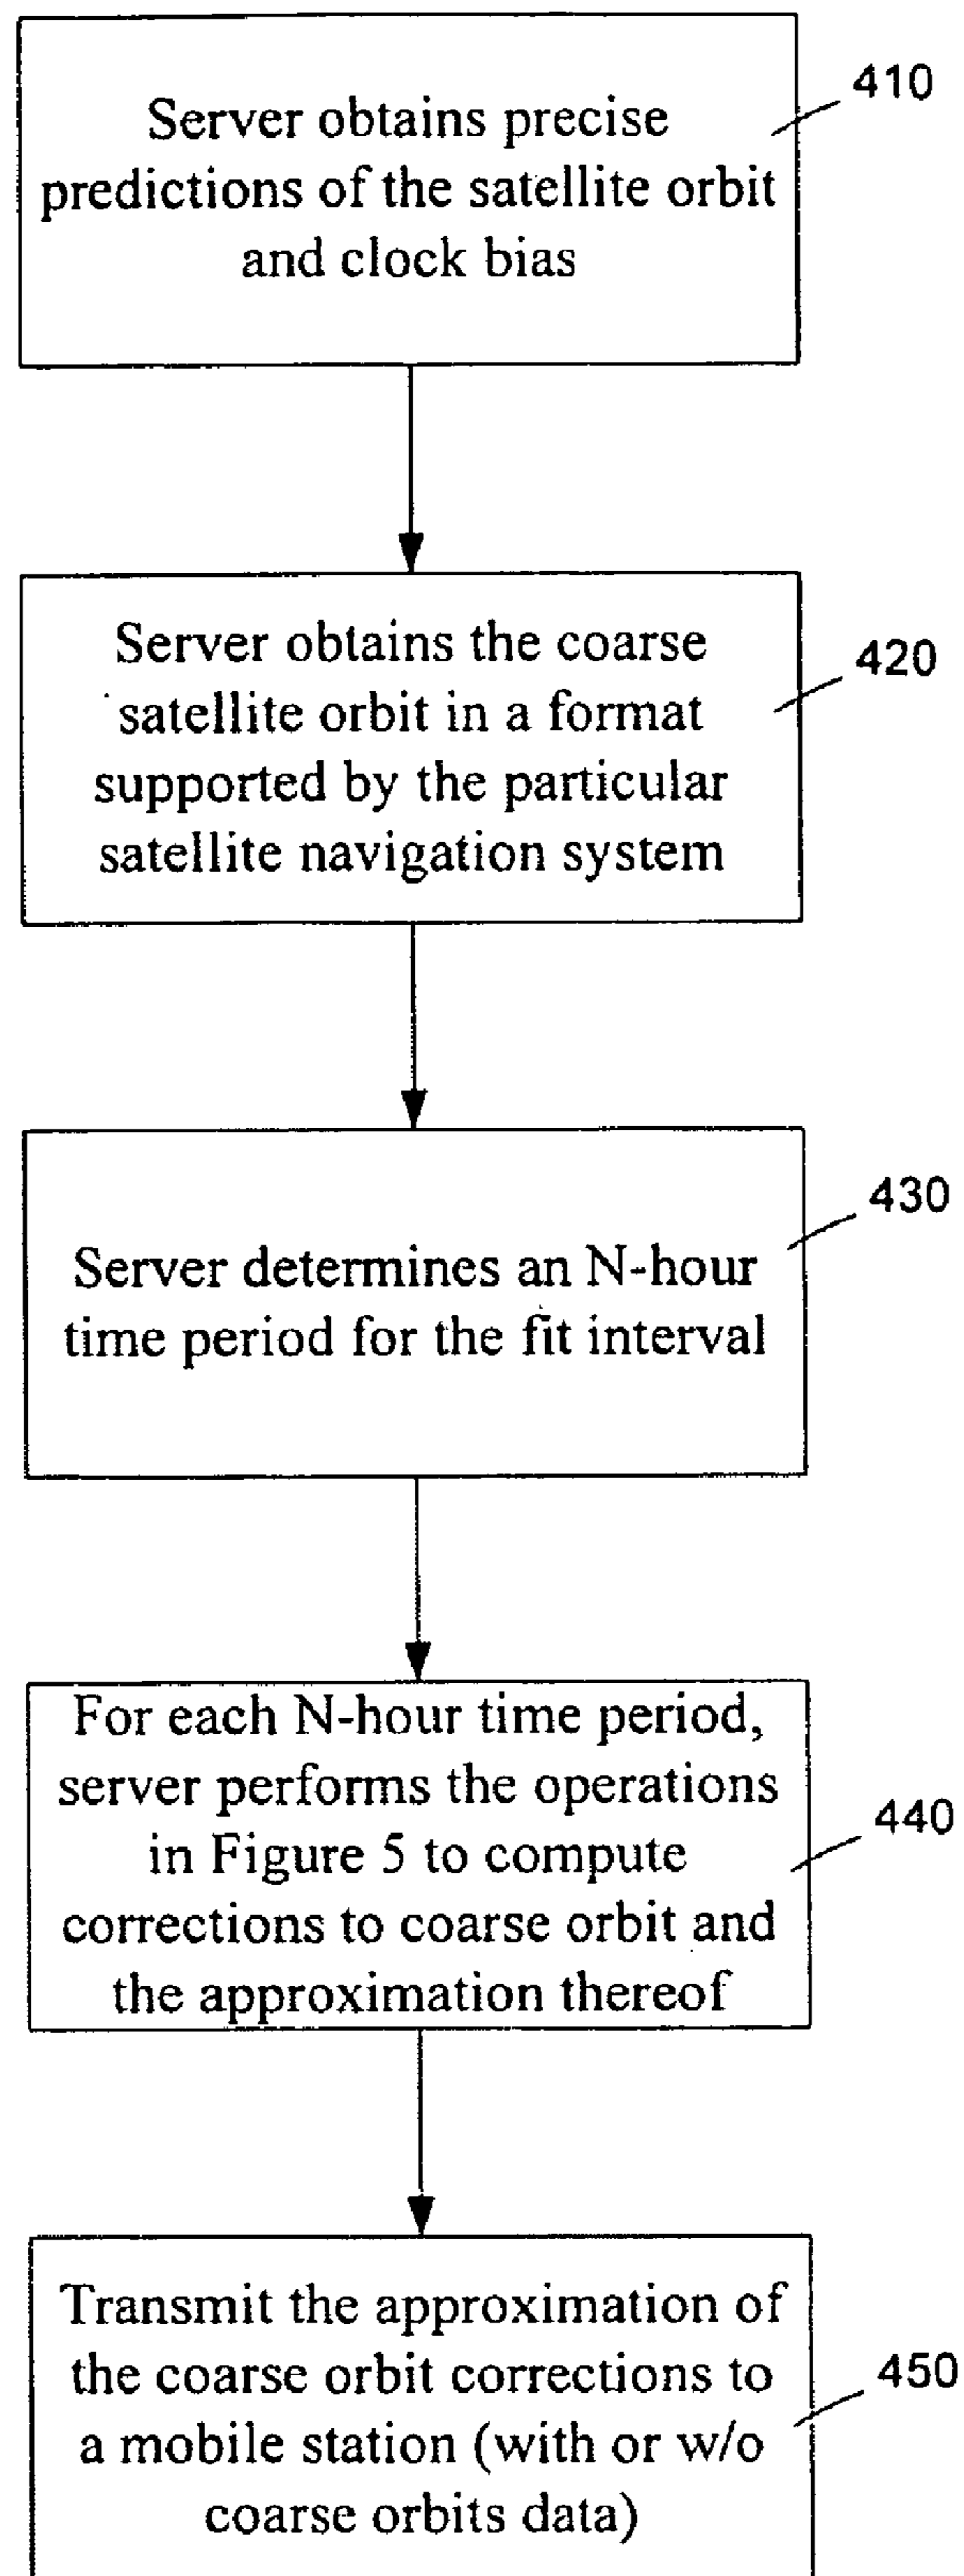 410
Server obtains precise
predictions of the satellite orbit
and clock bias
420
Server obtains the coarse
satellite orbit in a format
supported by the particular
satellite navigation system
430
Server determines an N-hour
time period for the fit interval
For each N-hour time period,
server performs the operations
in Figure 5 to compute
corrections to coarse orbit and
the approximation thereof
440
Transmit the approximation of
the coarse orbit corrections to
a mobile station (with or w/o
coarse orbits data)
450